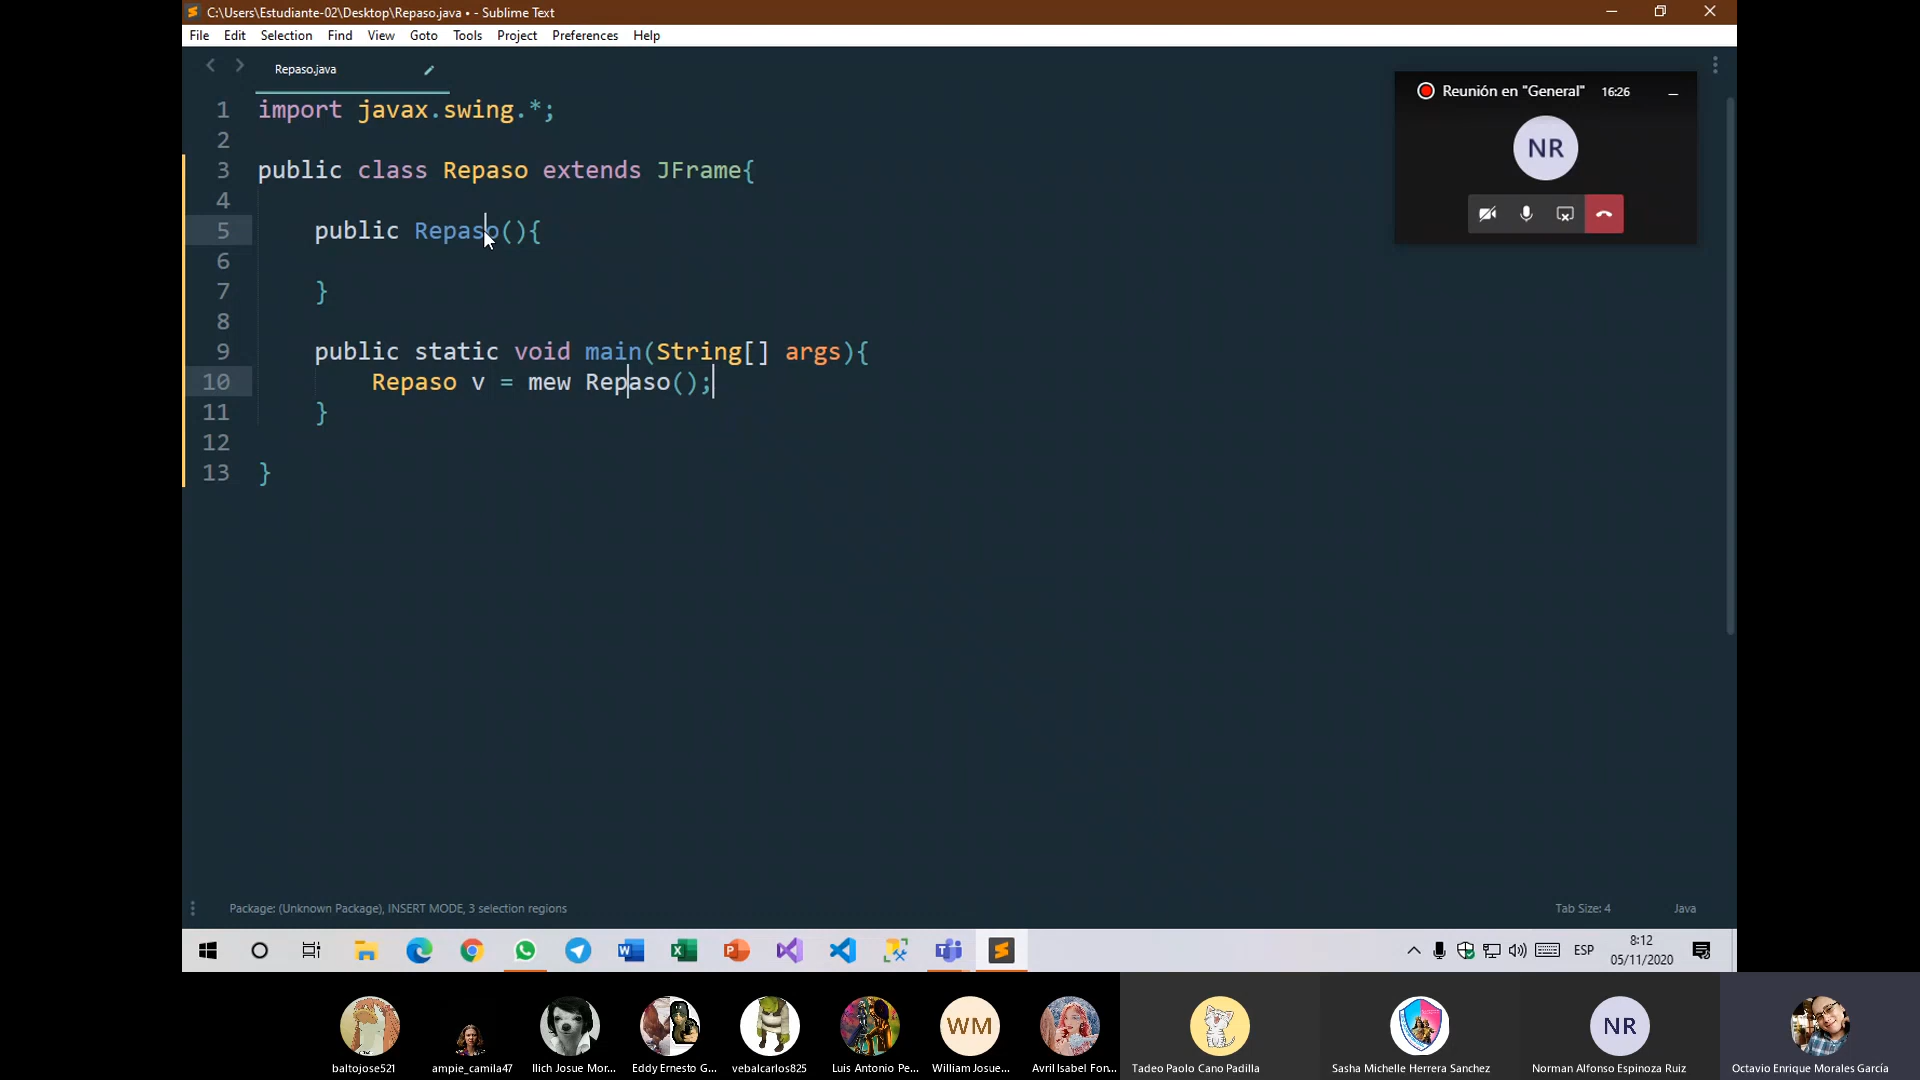 C:\Users\Estudiante-02\Desktop\Repaso.java • - Sublime Text
File Edit Selection Find View Goto Tools Project Preferences Help
Repaso.java
Reunión en "General" 16:26
NR
1 import javax.swing.*;
2
3 public class Repaso extends JFrame{
4
5 public Repaso(){
6
7 }
8
9 public static void main(String[] args){
10 Repaso v = mew Repaso();
11 }
12
13 }
Package: (Unknown Package), INSERT MODE, 3 selection regions Tab Size: 4 Java
ESP 8:12
05/11/2020
WM NR
baltojose521 ampie_camila47 Ilich Josue Mor... Eddy Ernesto G... vebalcarlos825 Luis Antonio Pe... William Josue... Avril Isabel Fon... Tadeo Paolo Cano Padilla Sasha Michelle Herrera Sanchez Norman Alfonso Espinoza Ruiz Octavio Enrique Morales García